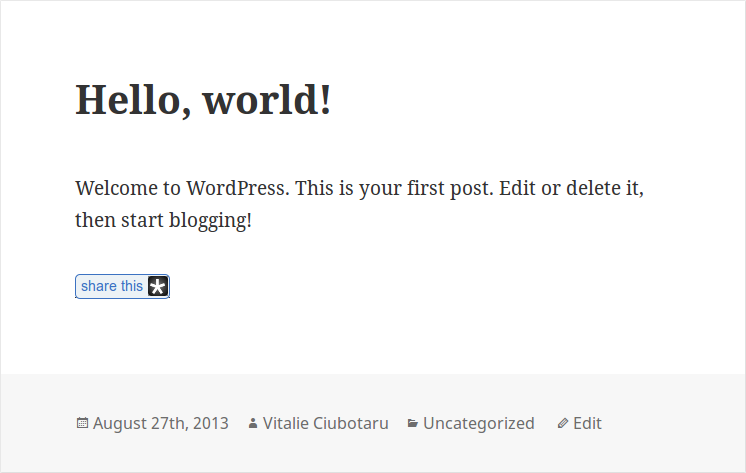 Hello, world!
Welcome to WordPress. This is your first post. Edit or delete it,
then start blogging!
share this
August 27th, 2013 Vitalie Ciubotaru Uncategorized Edit